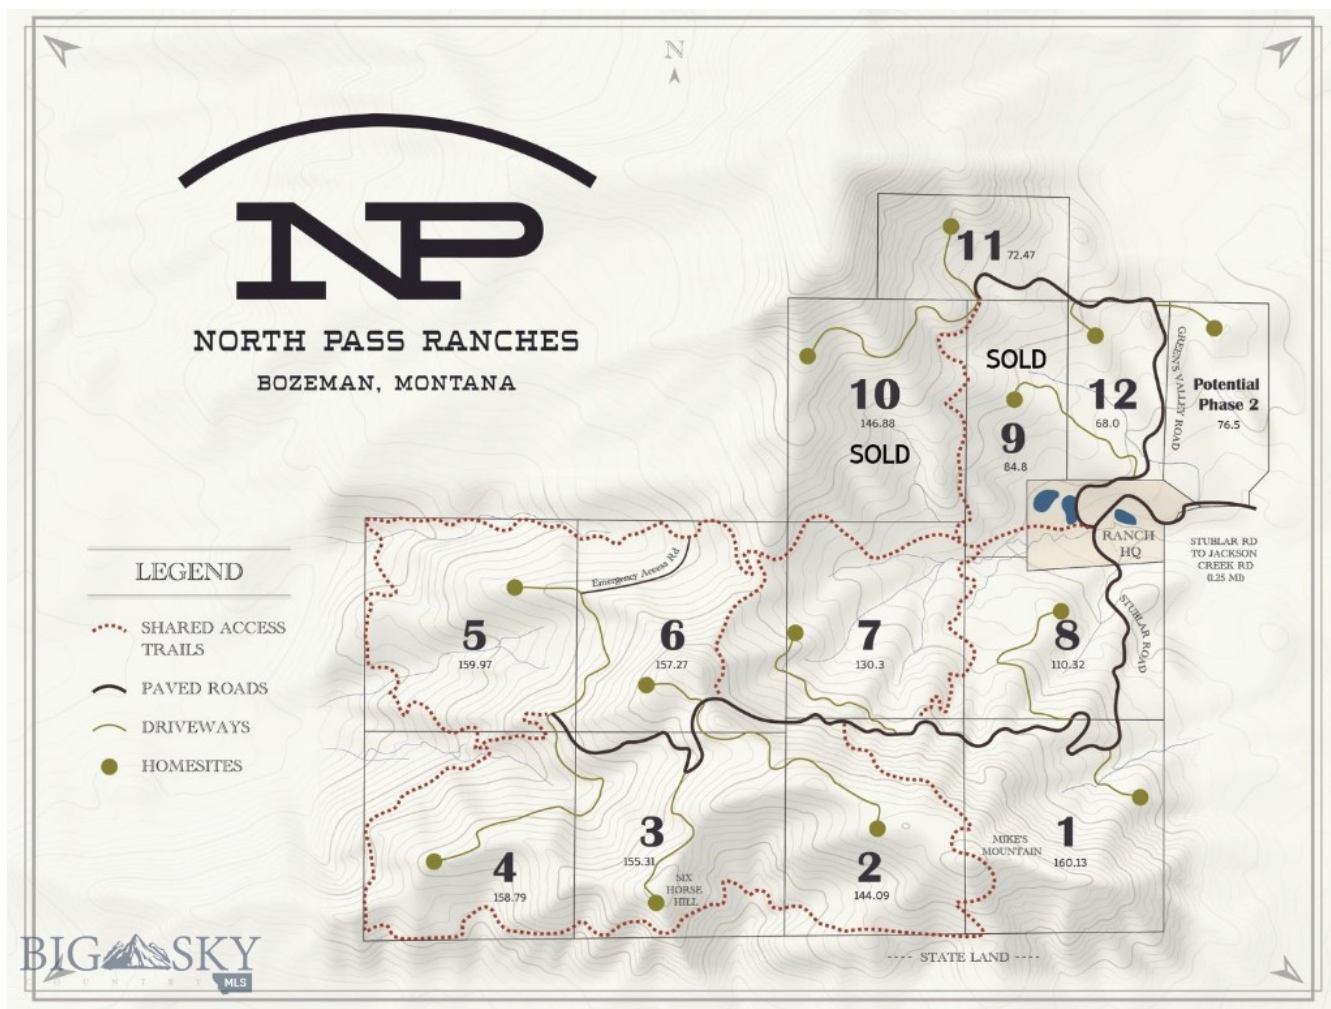 N
NP
NORTH PASS RANCHES
BOZEMAN, MONTANA
11 72.47
SOLD
10
146.88
SOLD
9
84.8
12
68.0
GREEN'S VALLEY ROAD
Potential
Phase 2
76.5
RANCH
HQ
STUBLAR RD
TO JACKSON
CREEK RD
(1.25 MI)
STUBLAR ROAD
LEGEND
SHARED ACCESS
TRAILS
PAVED ROADS
DRIVEWAYS
HOMESITES
Emergency Access Rd
5
159.97
6
157.27
7
130.3
8
110.32
4
158.79
3
155.31
SIX
HORSE
HILL
2
144.09
MIKE'S
MOUNTAIN
1
160.13
---- STATE LAND ----
BIG SKY
COUNTRY
MLS